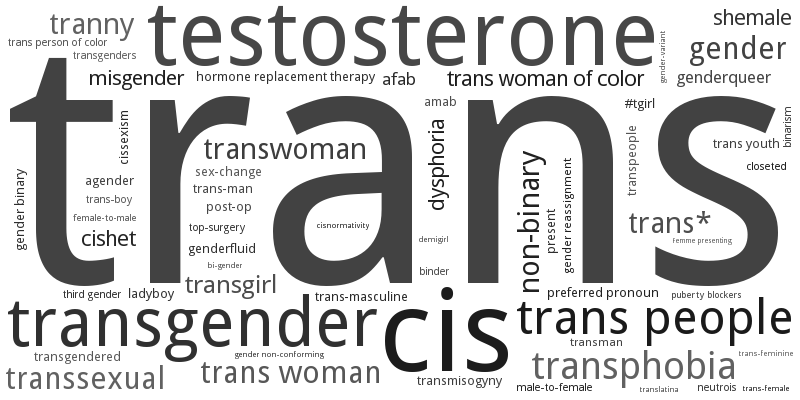 tranny
testosterone
shemale
trans person of color
transgenders
gender-variant
gender
misgender
hormone replacement therapy
afab
trans woman of color
genderqueer
trans
amab
#tgirl
cissexism
dysphoria
transpeople
binarism
transwoman
trans youth
closeted
sex-change
agender
trans-man
non-binary
present
gender reassignment
gender binary
trans-boy
post-op
female-to-male
top-surgery
cisnormativity
trans*
cishet
genderfluid
demigirl
Femme presenting
bi-gender
binder
transgirl
third gender
ladyboy
trans-masculine
preferred pronoun
puberty blockers
transgender
cis
trans people
transman
transgendered
gender non-conforming
transphobia
trans-feminine
transsexual
trans woman
transmisogyny
male-to-female
translatina
neutrois
trans-female